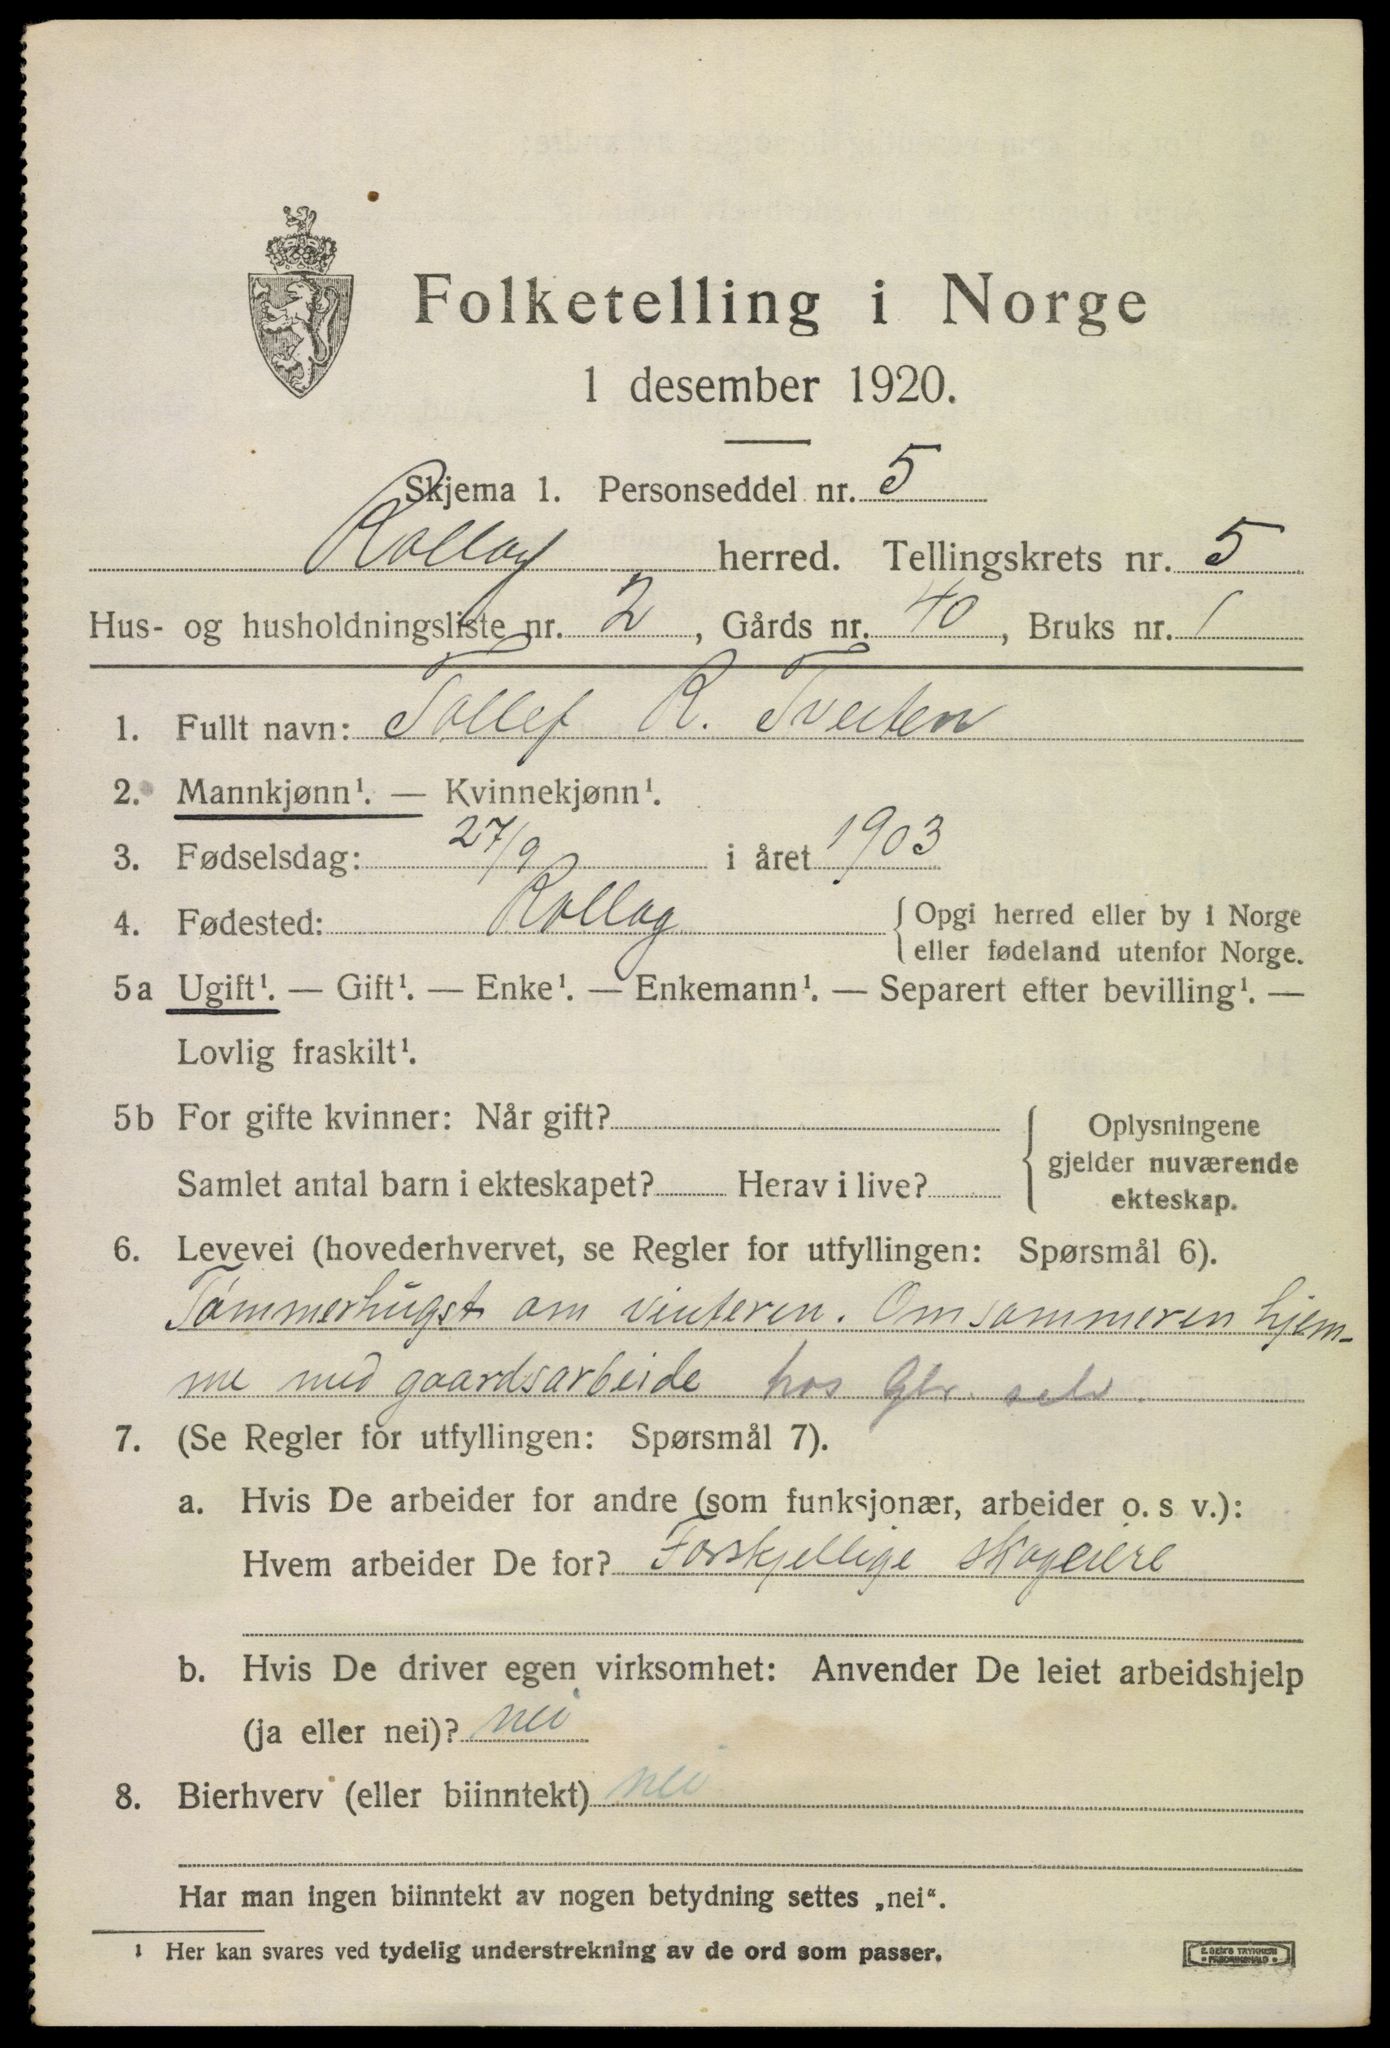 Folketelling i Norge
1 desember 1920.
Skjema 1. Personseddel nr. 5
Rollag herred. Tellingskrets nr. 5
Hus- og husholdningsliste nr. 2, Gårds nr. 40, Bruks nr. 1
1. Fullt navn: Tollef R. Tveiten
2. Mannkjønn¹. — Kvinnekjønn¹.
3. Fødselsdag: 27/9 i året 1903
4. Fødested: Rollag { Opgi herred eller by i Norge
eller fødeland utenfor Norge.
5a Ugift¹. — Gift¹. — Enke¹. — Enkemann¹. — Separert efter bevilling¹. —
Lovlig fraskilt¹.
5b For gifte kvinner: Når gift?
Samlet antal barn i ekteskapet? Herav i live?
Oplysningene
gjelder nuværende
ekteskap.
6. Levevei (hovederhvervet, se Regler for utfyllingen: Spørsmål 6).
Tømmerhugst om vinteren. Om sommeren hjem-
me med gaardsarbeide hos Gbr. selv.
7. (Se Regler for utfyllingen: Spørsmål 7).
a. Hvis De arbeider for andre (som funksjonær, arbeider o. s v.):
Hvem arbeider De for? Forskjellige skogeiere
b. Hvis De driver egen virksomhet: Anvender De leiet arbeidshjelp
(ja eller nei)? nei
8. Bierhverv (eller biinntekt) nei
Har man ingen biinntekt av nogen betydning settes „nei“.
¹ Her kan svares ved tydelig understrekning av de ord som passer.
E. SEM'S TRYKKERI
FREDRIKSHALD